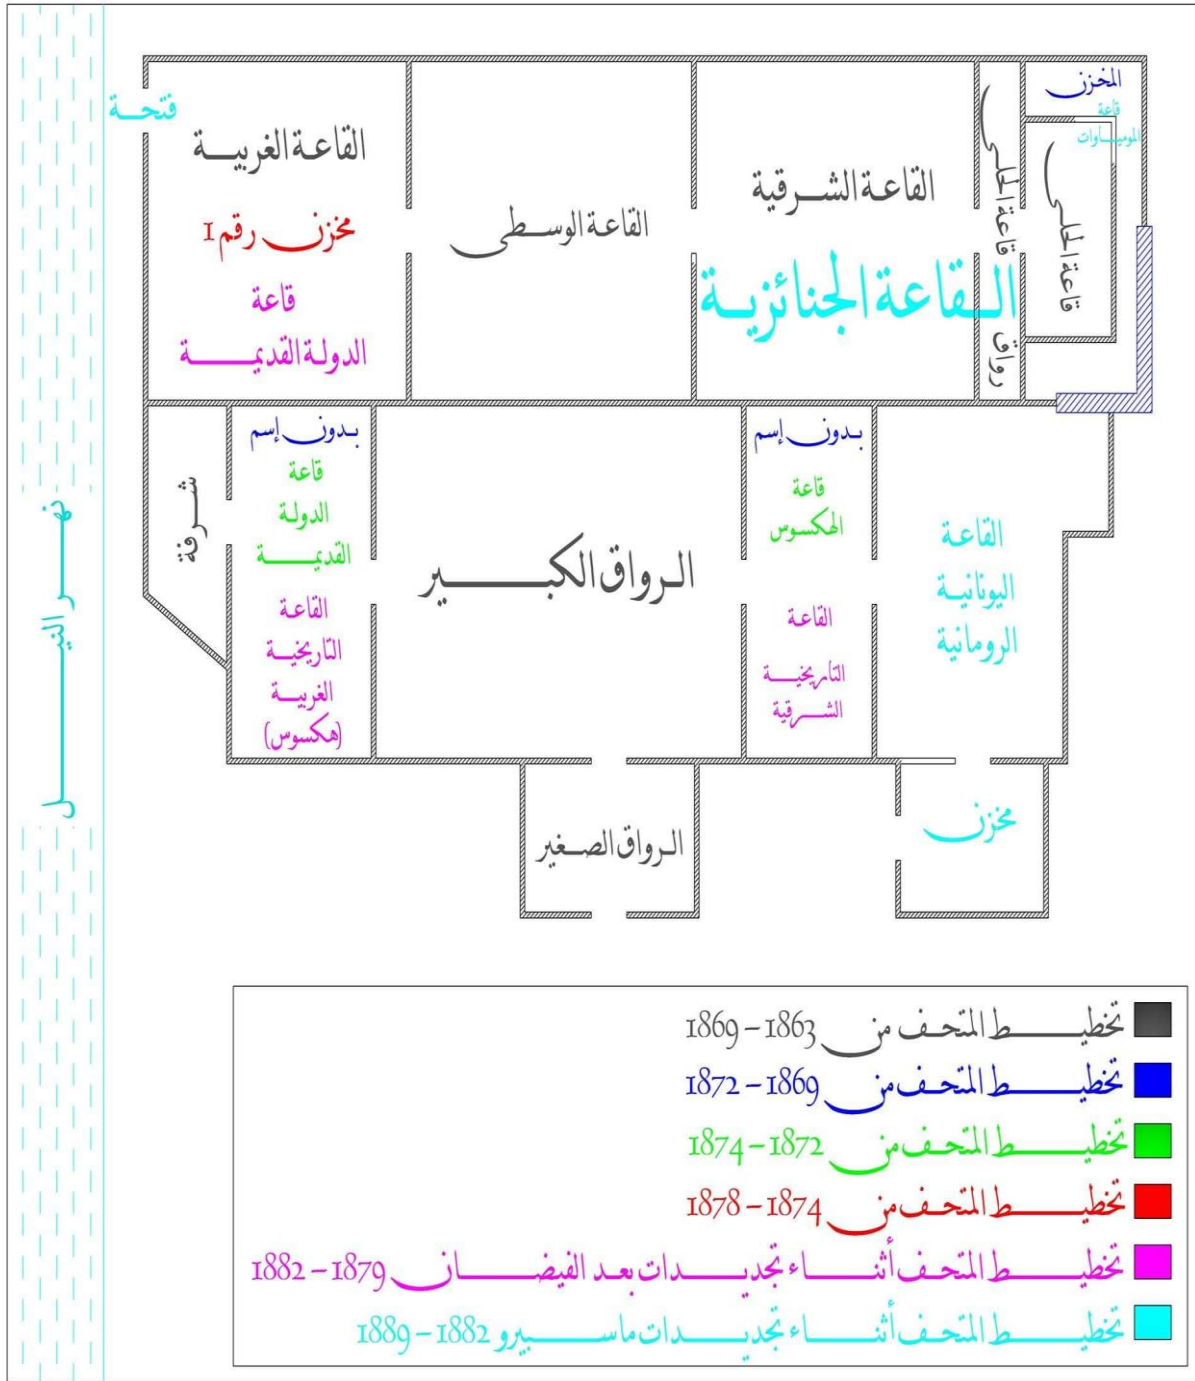 المخزن
قاعة
المومياوات
قاعة الحلى
رواق قاعة الحلى
القاعة الشرقية
القاعة الجنائزية
القاعة الوسطى
القاعة الغربية
مخزن رقم 1
قاعة
الدولة القديمة
فتحة
نهر النيل
القاعة
اليونانية
الرومانية
بدون إسم
قاعة
الهكسوس
القاعة
التاريخية
الشرقية
الرواق الكبير
بدون إسم
قاعة
الدولة
القديمة
القاعة
التاريخية
الغربية
(هكسوس)
شرفة
مخزن
الرواق الصغير
تخطيط المتحف من 1863 – 1869
تخطيط المتحف من 1869 – 1872
تخطيط المتحف من 1872 – 1874
تخطيط المتحف من 1874 – 1878
تخطيط المتحف أثناء تجديدات بعد الفيضان 1879 – 1882
تخطيط المتحف أثناء تجديدات ماسبيرو 1882 – 1889